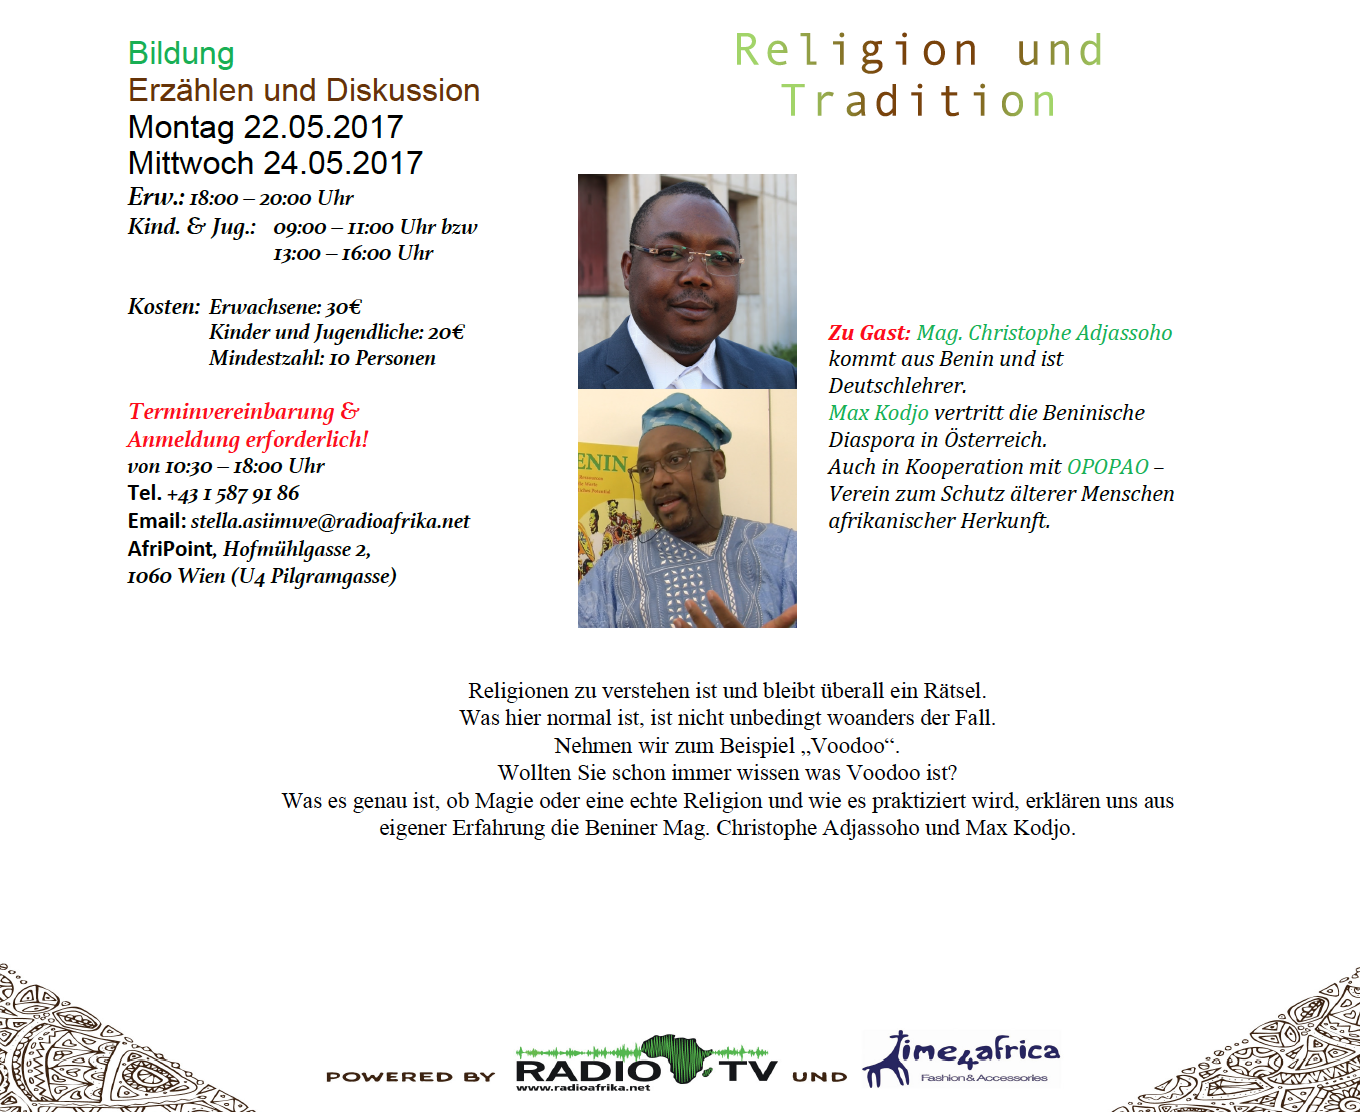 Bildung
Erzählen und Diskussion
Montag 22.05.2017
Mittwoch 24.05.2017
Erw.: 18:00 – 20:00 Uhr
Kind. & Jug.: 09:00 – 11:00 Uhr bzw
13:00 – 16:00 Uhr
Kosten: Erwachsene: 30€
Kinder und Jugendliche: 20€
Mindestzahl: 10 Personen
Terminvereinbarung &
Anmeldung erforderlich!
von 10:30 – 18:00 Uhr
Tel. +43 1 587 91 86
Email: stella.asiimwe@radioafrika.net
AfriPoint, Hofmühlgasse 2,
1060 Wien (U4 Pilgramgasse)
Religion und
Tradition
ENIN
Zu Gast: Mag. Christophe Adjassoho
kommt aus Benin und ist
Deutschlehrer.
Max Kodjo vertritt die Beninische
Diaspora in Österreich.
Auch in Kooperation mit OPOPAO –
Verein zum Schutz älterer Menschen
afrikanischer Herkunft.
Religionen zu verstehen ist und bleibt überall ein Rätsel.
Was hier normal ist, ist nicht unbedingt woanders der Fall.
Nehmen wir zum Beispiel „Voodoo“.
Wollten Sie schon immer wissen was Voodoo ist?
Was es genau ist, ob Magie oder eine echte Religion und wie es praktiziert wird, erklären uns aus
eigener Erfahrung die Beniner Mag. Christophe Adjassoho und Max Kodjo.
POWERED BY RADIO TV UND Time4africa
www.radioafrika.net
Fashion & Accessories